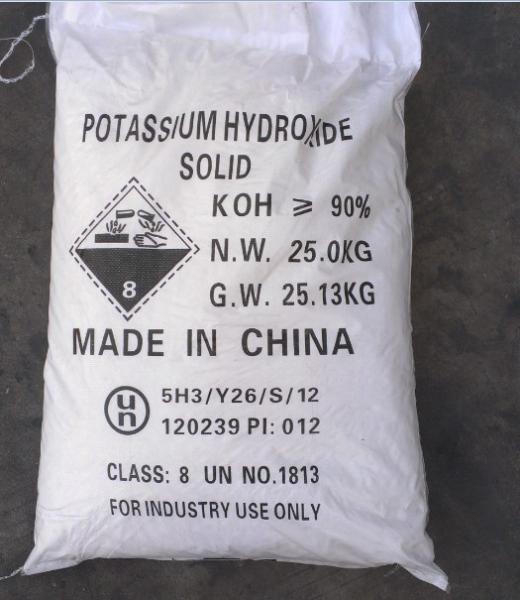 POTASSIUM HYDROXIDE
SOLID
KOH ⩾ 90%
N.W. 25.0KG
8
G.W. 25.13KG
MADE IN CHINA
un 5H3/Y26/S/12
120239 PI: 012
CLASS: 8 UN NO.1813
FOR INDUSTRY USE ONLY